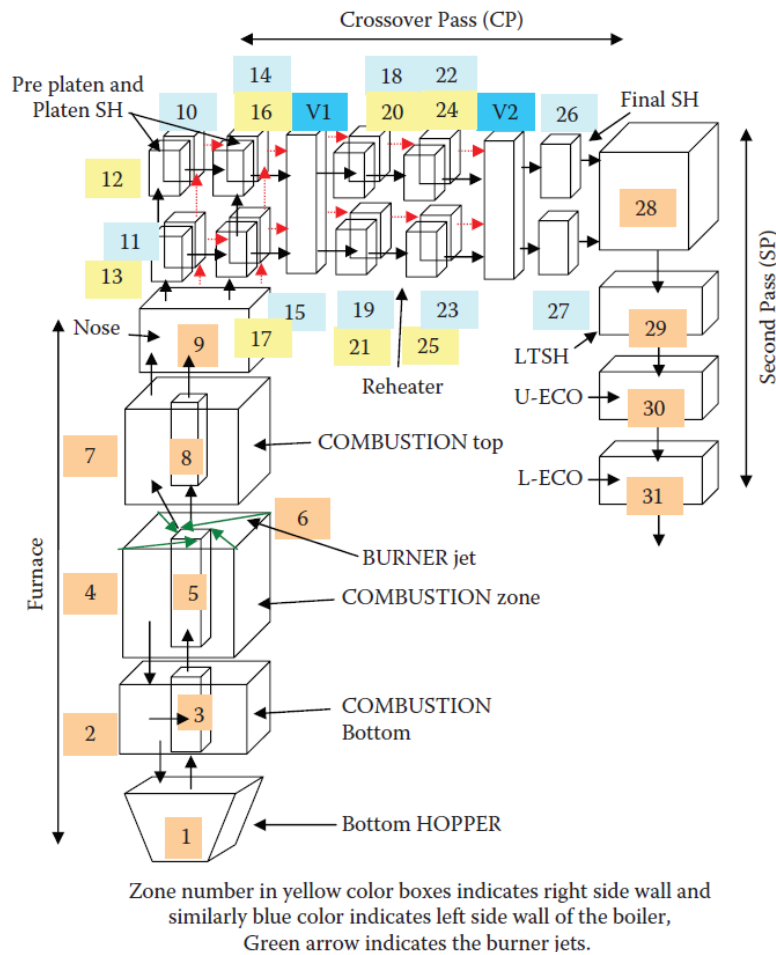 Crossover Pass (CP)
14
18
22
Pre platen and
Platen SH
10
16
V1
20
24
V2
26
Final SH
12
28
11
13
Second Pass (SP)
15
19
23
27
Nose
9
17
21
25
29
LTSH
Reheater
U-ECO
30
7
8
COMBUSTION top
L-ECO
31
6
BURNER jet
Furnace
4
5
COMBUSTION zone
2
3
COMBUSTION
Bottom
1
Bottom HOPPER
Zone number in yellow color boxes indicates right side wall and
similarly blue color indicates left side wall of the boiler,
Green arrow indicates the burner jets.